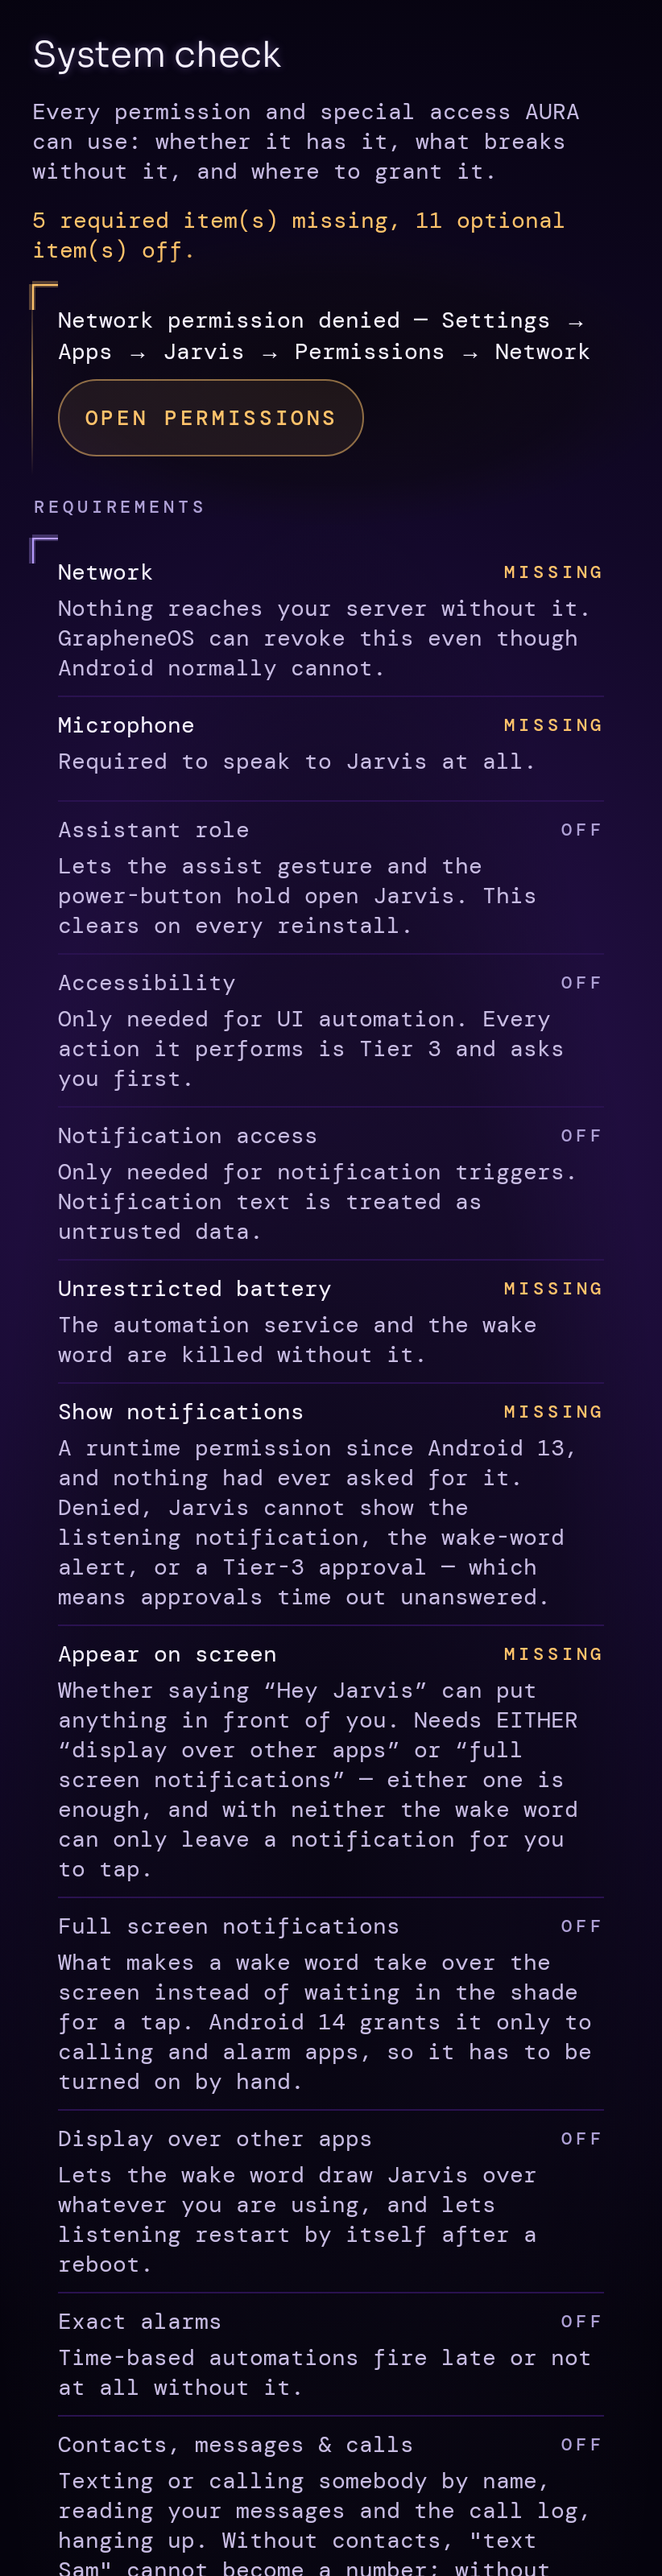 System check
Every permission and special access AURA
can use: whether it has it, what breaks
without it, and where to grant it.
5 required item(s) missing, 11 optional
item(s) off.
Network permission denied — Settings →
Apps → Jarvis → Permissions → Network
OPEN PERMISSIONS
REQUIREMENTS
Network MISSING
Nothing reaches your server without it.
GrapheneOS can revoke this even though
Android normally cannot.
Microphone MISSING
Required to speak to Jarvis at all.
Assistant role OFF
Lets the assist gesture and the
power-button hold open Jarvis. This
clears on every reinstall.
Accessibility OFF
Only needed for UI automation. Every
action it performs is Tier 3 and asks
you first.
Notification access OFF
Only needed for notification triggers.
Notification text is treated as
untrusted data.
Unrestricted battery MISSING
The automation service and the wake
word are killed without it.
Show notifications MISSING
A runtime permission since Android 13,
and nothing had ever asked for it.
Denied, Jarvis cannot show the
listening notification, the wake-word
alert, or a Tier-3 approval — which
means approvals time out unanswered.
Appear on screen MISSING
Whether saying “Hey Jarvis” can put
anything in front of you. Needs EITHER
“display over other apps” or “full
screen notifications” — either one is
enough, and with neither the wake word
can only leave a notification for you
to tap.
Full screen notifications OFF
What makes a wake word take over the
screen instead of waiting in the shade
for a tap. Android 14 grants it only to
calling and alarm apps, so it has to be
turned on by hand.
Display over other apps OFF
Lets the wake word draw Jarvis over
whatever you are using, and lets
listening restart by itself after a
reboot.
Exact alarms OFF
Time-based automations fire late or not
at all without it.
Contacts, messages & calls OFF
Texting or calling somebody by name,
reading your messages and the call log,
hanging up. Without contacts, "text
Sam" cannot become a number; without